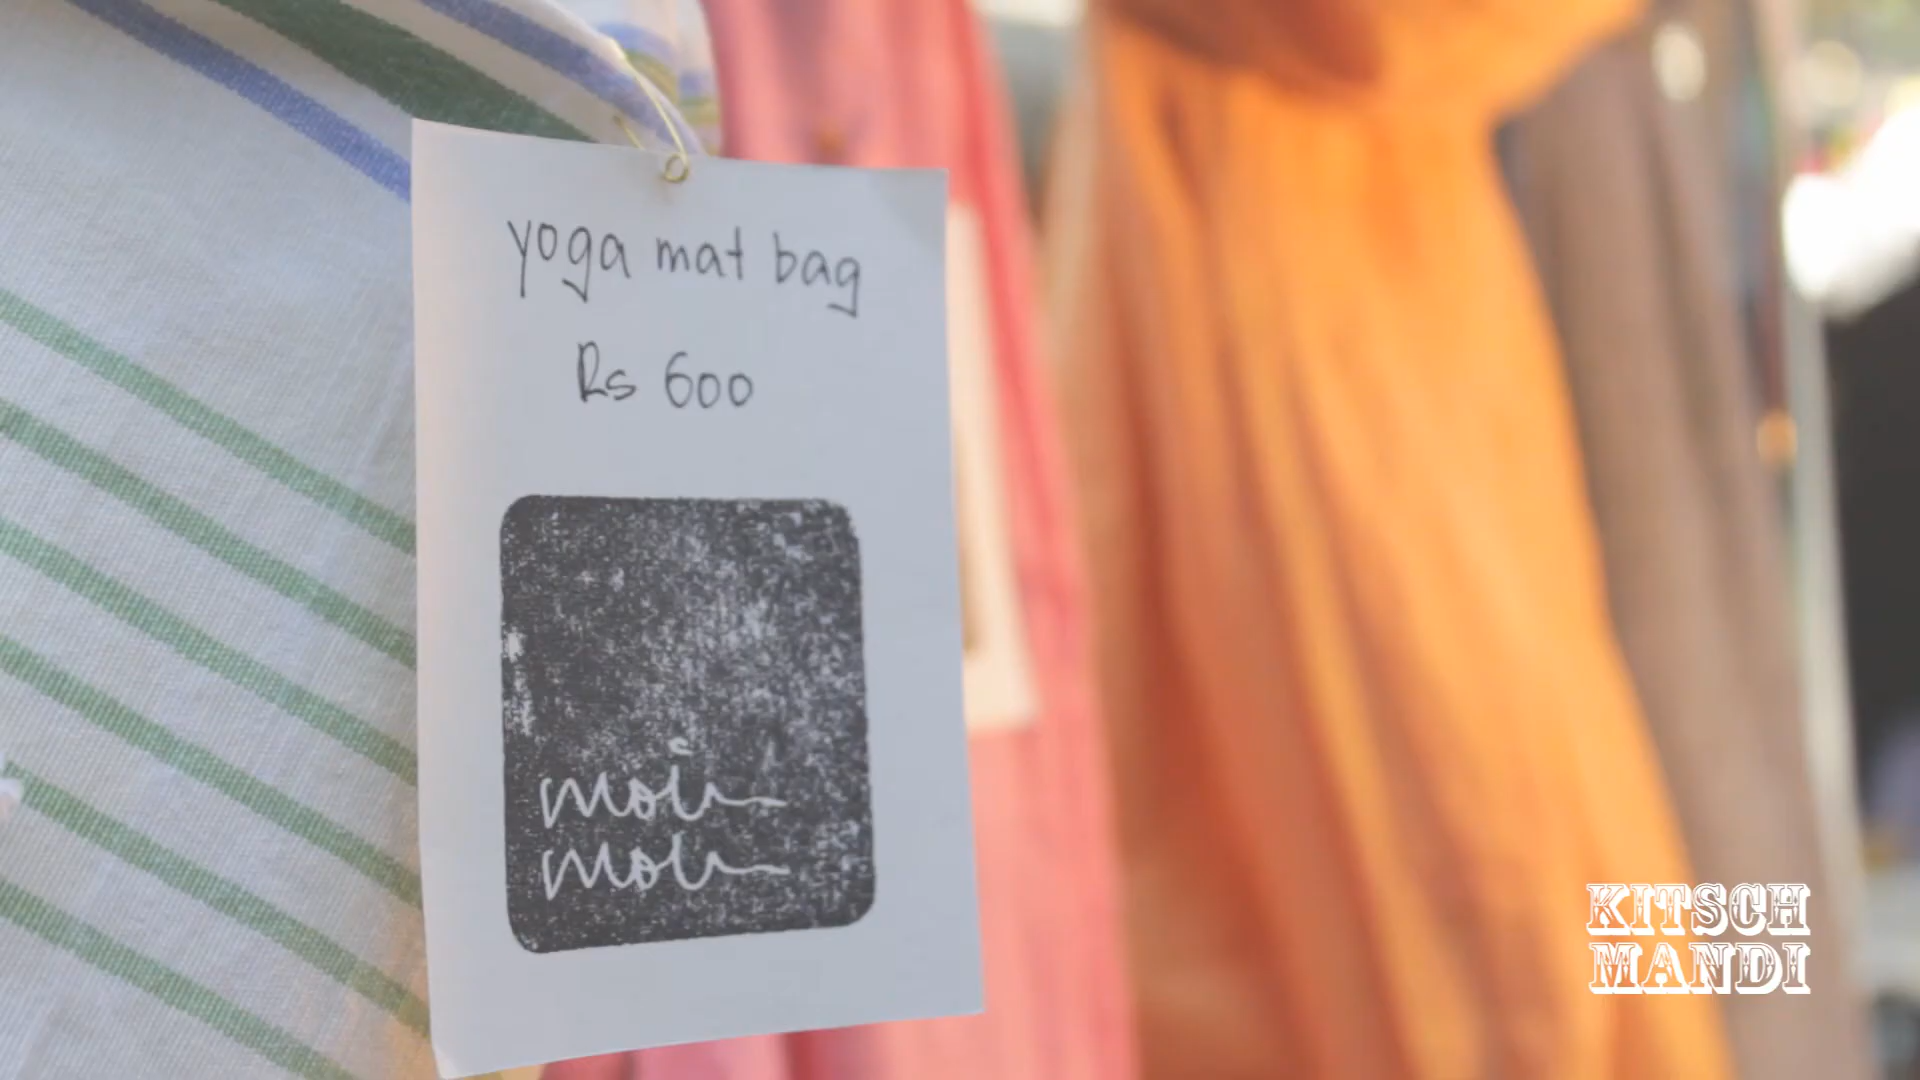 yoga mat bag
Rs 600
moi
moi
KITSCH
MANDI